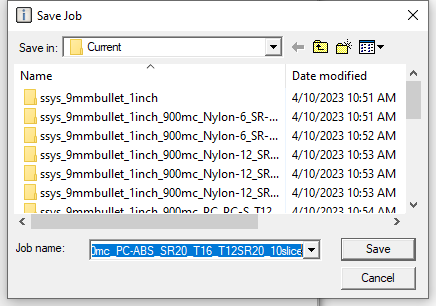 Save Job
Save in: Current
Name Date modified
ssys_9mmbullet_1inch 4/10/2023 10:51 AM
ssys_9mmbullet_1inch_900mc_Nylon-6_SR-... 4/10/2023 10:51 AM
ssys_9mmbullet_1inch_900mc_Nylon-6_SR-... 4/10/2023 10:52 AM
ssys_9mmbullet_1inch_900mc_Nylon-12_SR... 4/10/2023 10:53 AM
ssys_9mmbullet_1inch_900mc_Nylon-12_SR... 4/10/2023 10:53 AM
ssys_9mmbullet_1inch_900mc_Nylon-12_SR... 4/10/2023 10:53 AM
ssys_9mmbullet_1inch_900mc_PC_PC-S_T12... 4/10/2023 10:54 AM
Job name: 0mc_PC-ABS_SR20_T16_T12SR20_10slice Save
Cancel